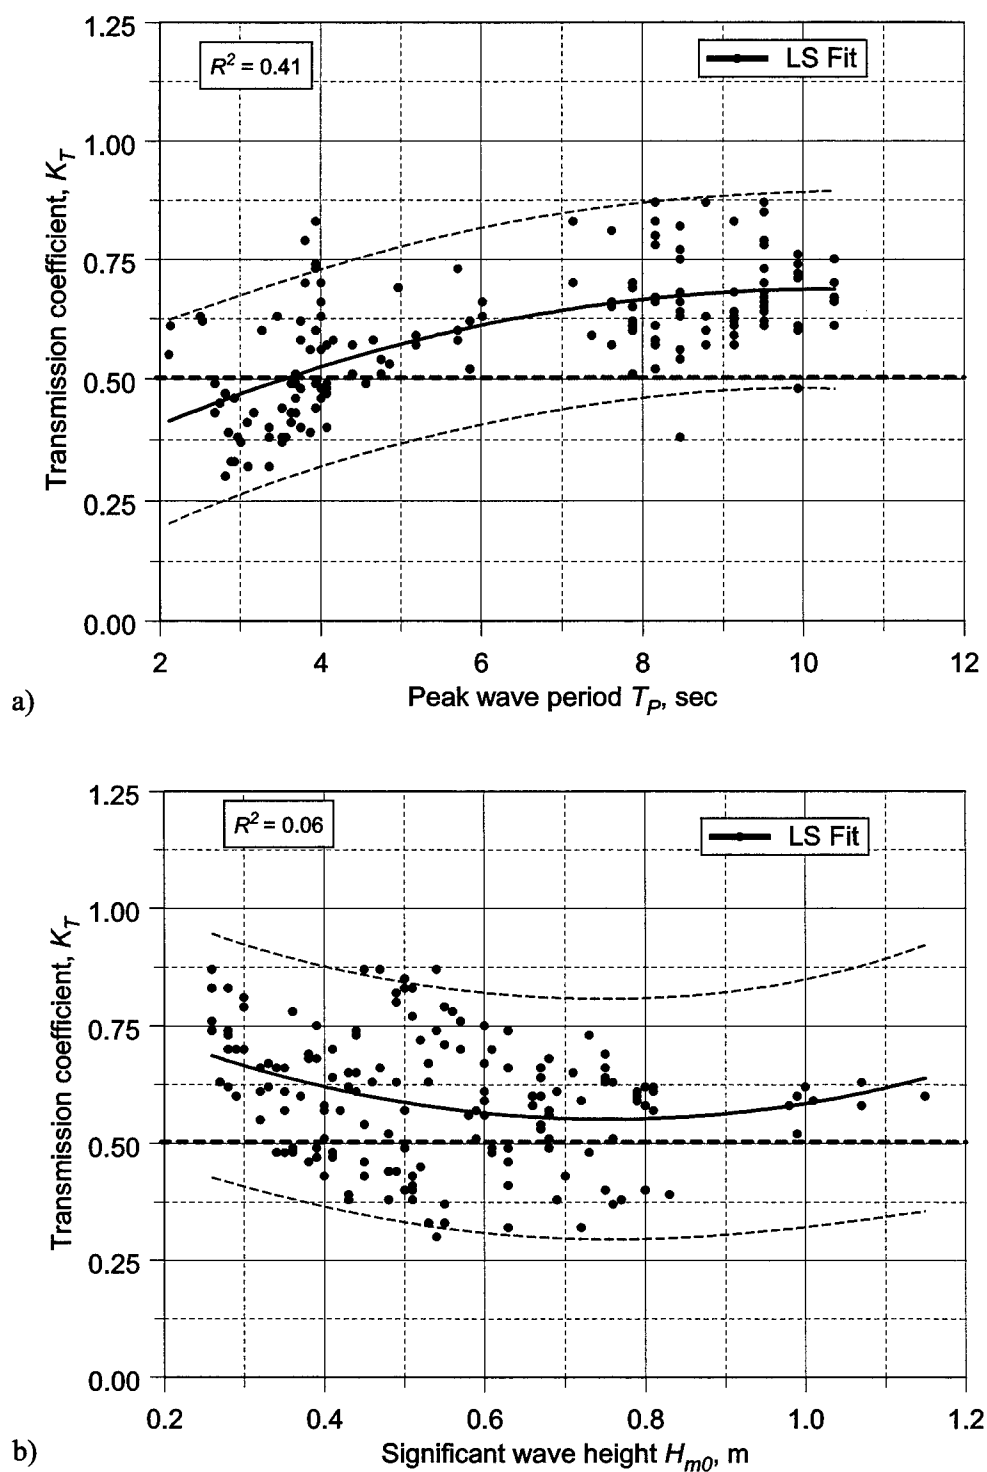 1.25
R² = 0.41
LS Fit
1.00
0.75
0.50
0.25
0.00
Transmission coefficient, K_T
2 4 6 8 10 12
a)
Peak wave period T_P, sec
1.25
R² = 0.06
LS Fit
1.00
0.75
0.50
0.25
0.00
Transmission coefficient, K_T
0.2 0.4 0.6 0.8 1.0 1.2
b)
Significant wave height H_m0, m